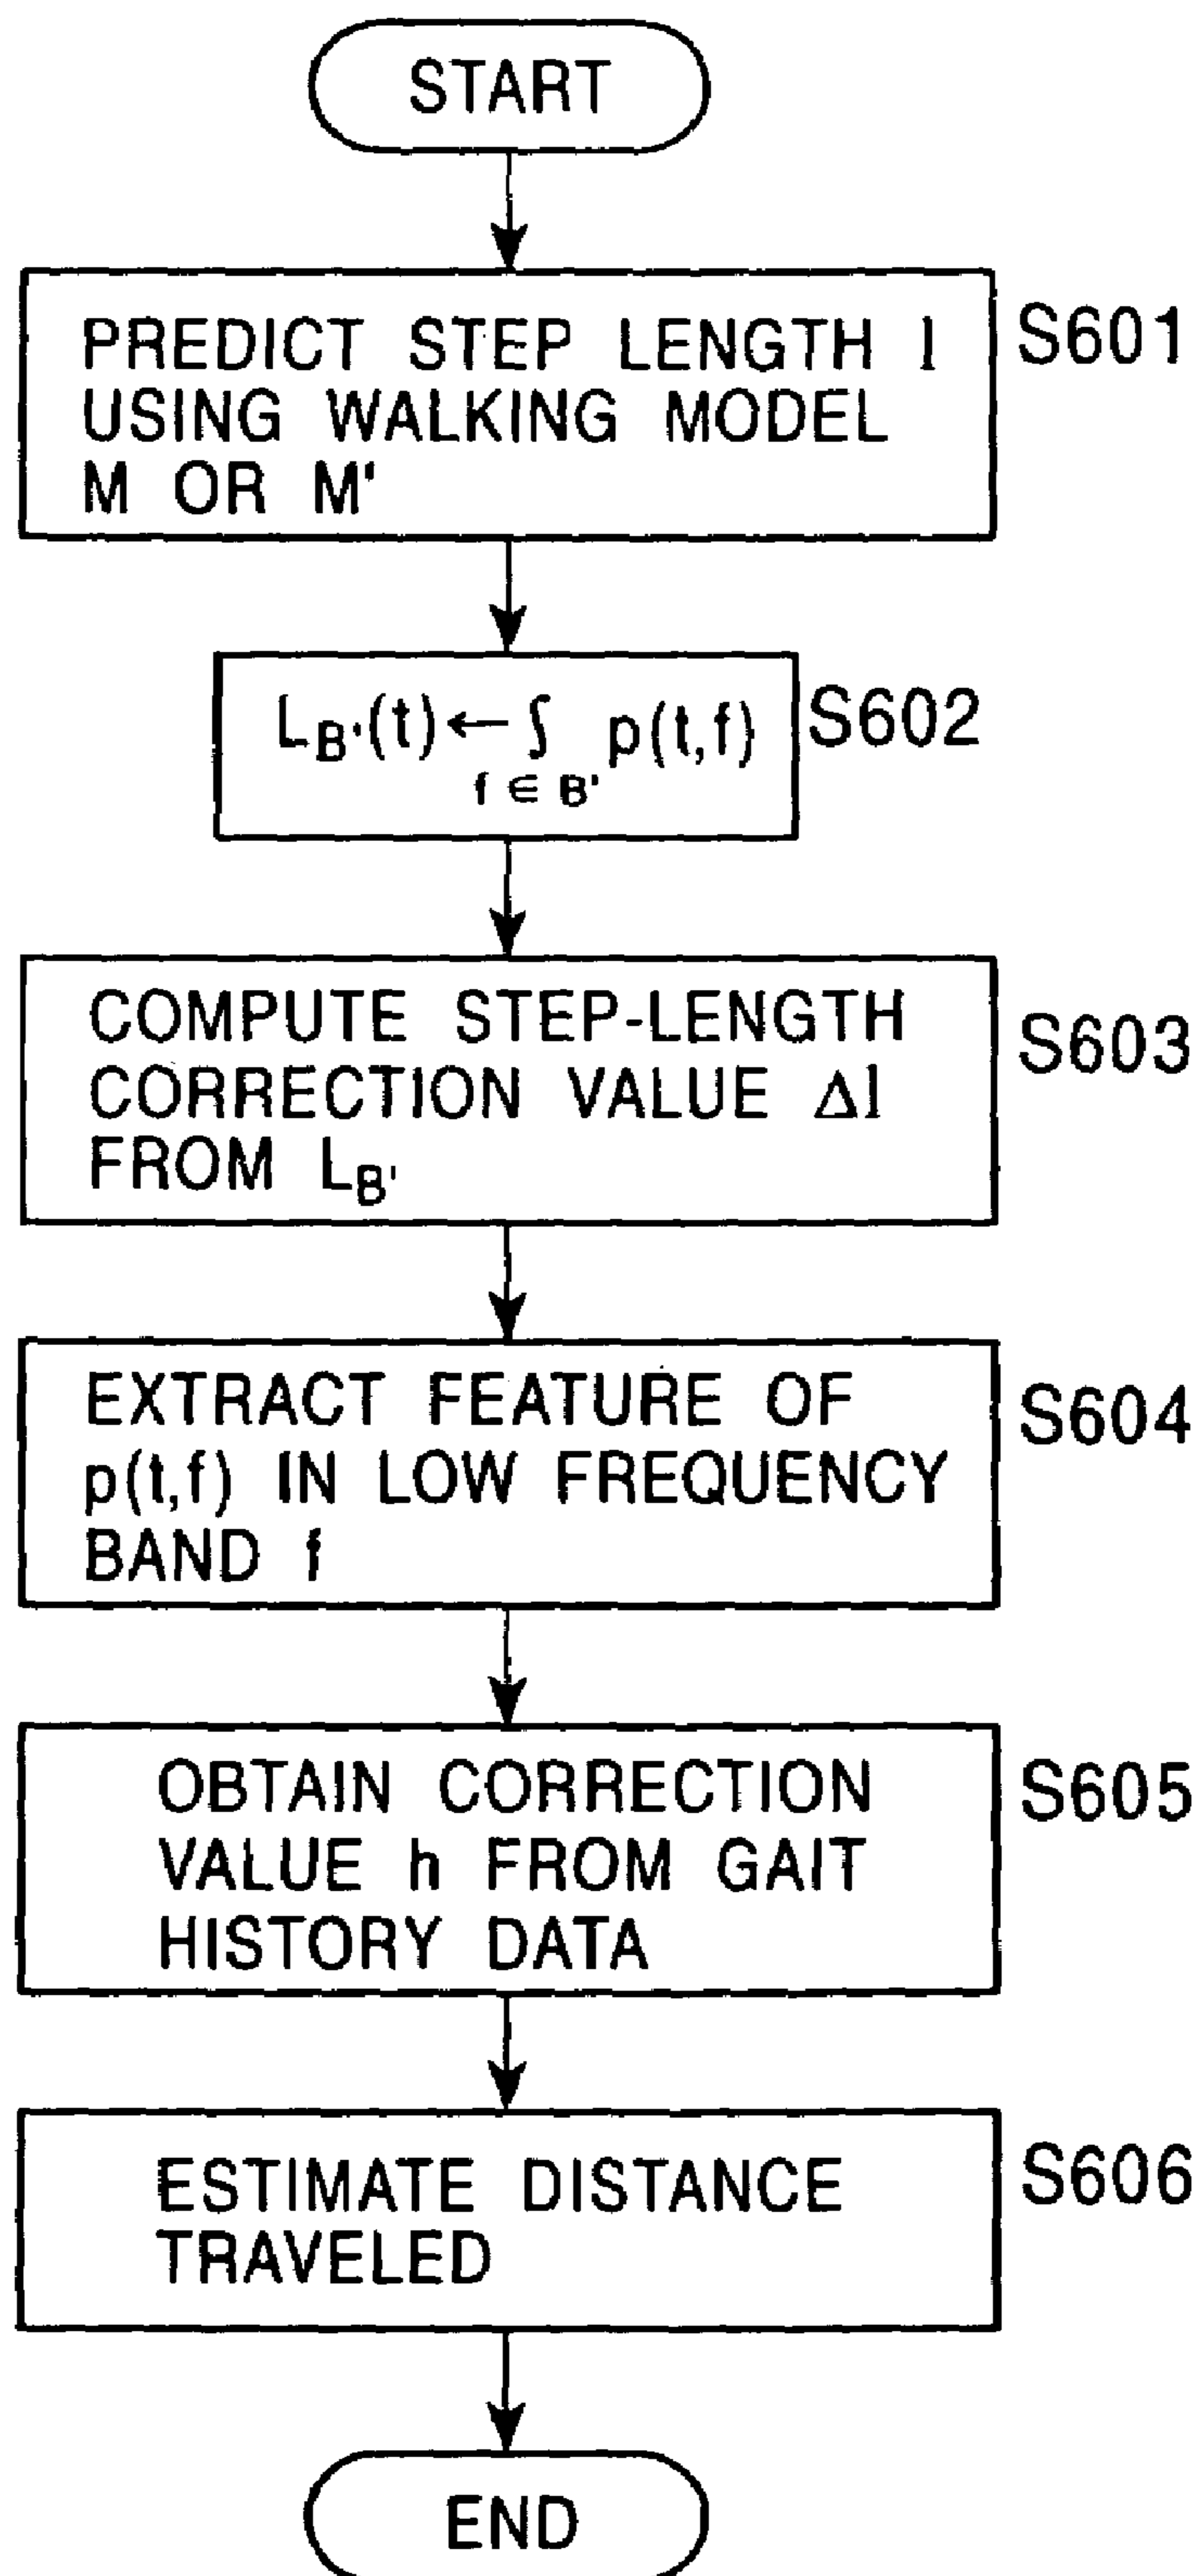 START
PREDICT STEP LENGTH l
USING WALKING MODEL
M OR M'
S601
L_B'(t) ← ∫ p(t,f)
f ∈ B'
S602
COMPUTE STEP-LENGTH
CORRECTION VALUE Δl
FROM L_B'
S603
EXTRACT FEATURE OF
p(t,f) IN LOW FREQUENCY
BAND f
S604
OBTAIN CORRECTION
VALUE h FROM GAIT
HISTORY DATA
S605
ESTIMATE DISTANCE
TRAVELED
S606
END